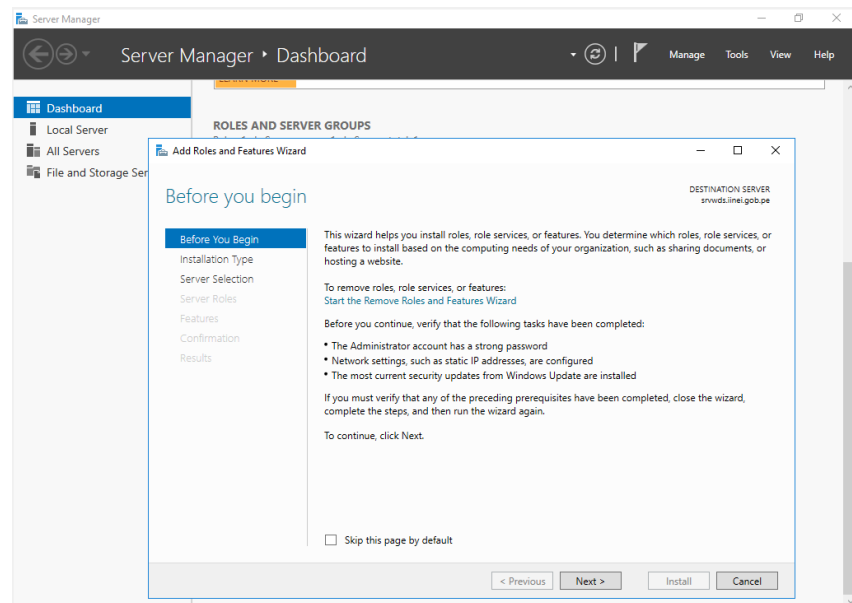 Server Manager
Server Manager • Dashboard
Manage Tools View Help
LEARN MORE
Dashboard
Local Server
All Servers
File and Storage Ser
ROLES AND SERVER GROUPS
Add Roles and Features Wizard
Before you begin
DESTINATION SERVER
srvwds.iinei.gob.pe
Before You Begin
Installation Type
Server Selection
Server Roles
Features
Confirmation
Results
This wizard helps you install roles, role services, or features. You determine which roles, role services, or
features to install based on the computing needs of your organization, such as sharing documents, or
hosting a website.
To remove roles, role services, or features:
Start the Remove Roles and Features Wizard
Before you continue, verify that the following tasks have been completed:
• The Administrator account has a strong password
• Network settings, such as static IP addresses, are configured
• The most current security updates from Windows Update are installed
If you must verify that any of the preceding prerequisites have been completed, close the wizard,
complete the steps, and then run the wizard again.
To continue, click Next.
Skip this page by default
< Previous Next > Install Cancel